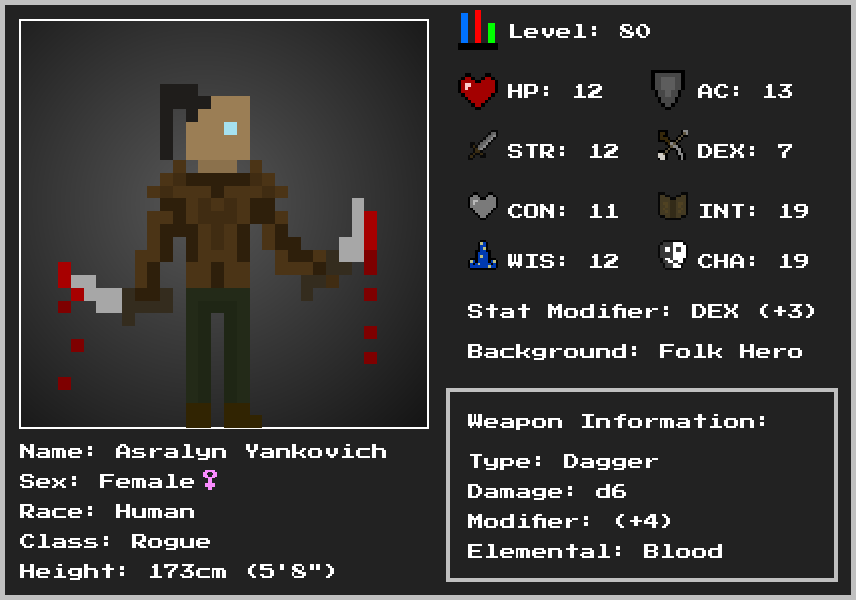 Level: 80
HP: 12
AC: 13
STR: 12
DEX: 7
CON: 11
INT: 19
WIS: 12
CHA: 19
Stat Modifier: DEX (+3)
Background: Folk Hero
Name: Asralyn Yankovich
Sex: Female♀
Race: Human
Class: Rogue
Height: 173cm (5'8")
Weapon Information:
Type: Dagger
Damage: d6
Modifier: (+4)
Elemental: Blood